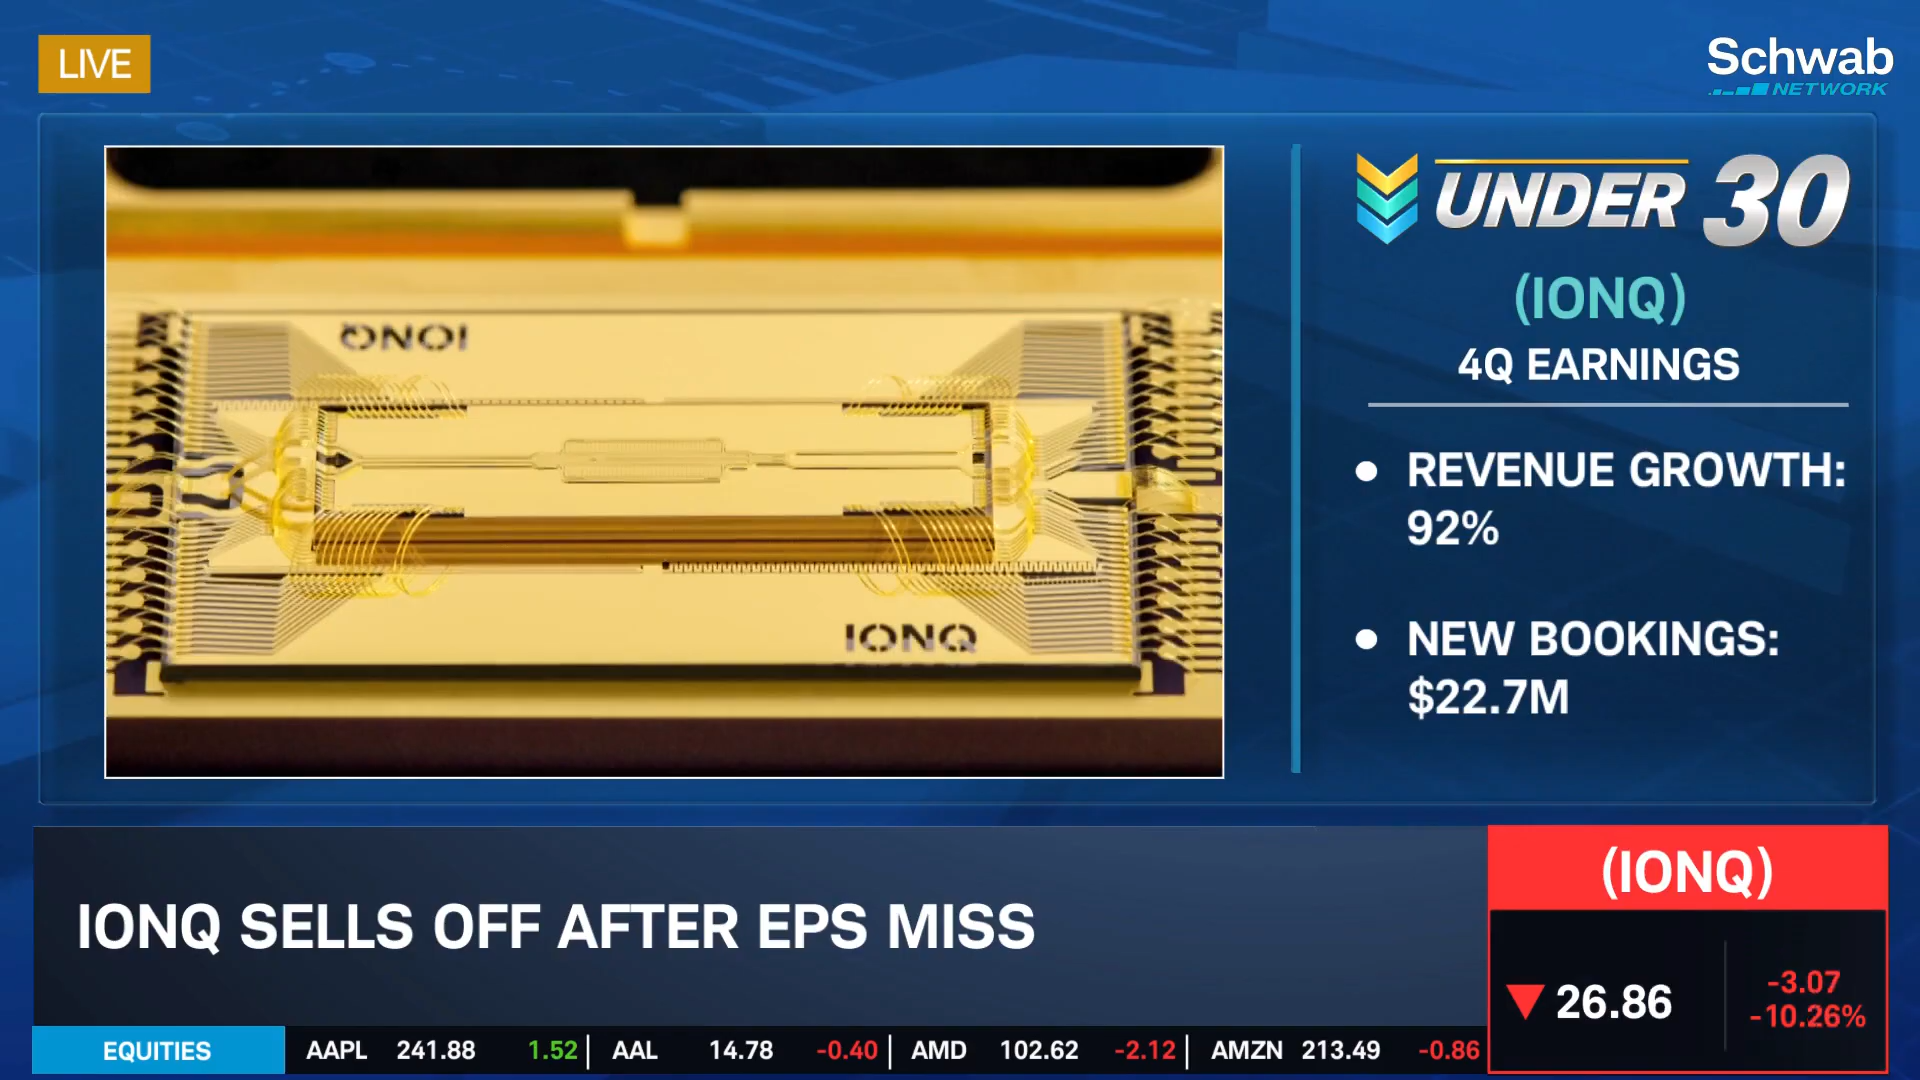 LIVE
Schwab
NETWORK
IONQ
IONQ
UNDER 30
(IONQ)
4Q EARNINGS
• REVENUE GROWTH:
92%
• NEW BOOKINGS:
$22.7M
IONQ SELLS OFF AFTER EPS MISS
(IONQ)
▼ 26.86
-3.07
-10.26%
EQUITIES
AAPL 241.88 1.52 | AAL 14.78 -0.40 | AMD 102.62 -2.12 | AMZN 213.49 -0.86